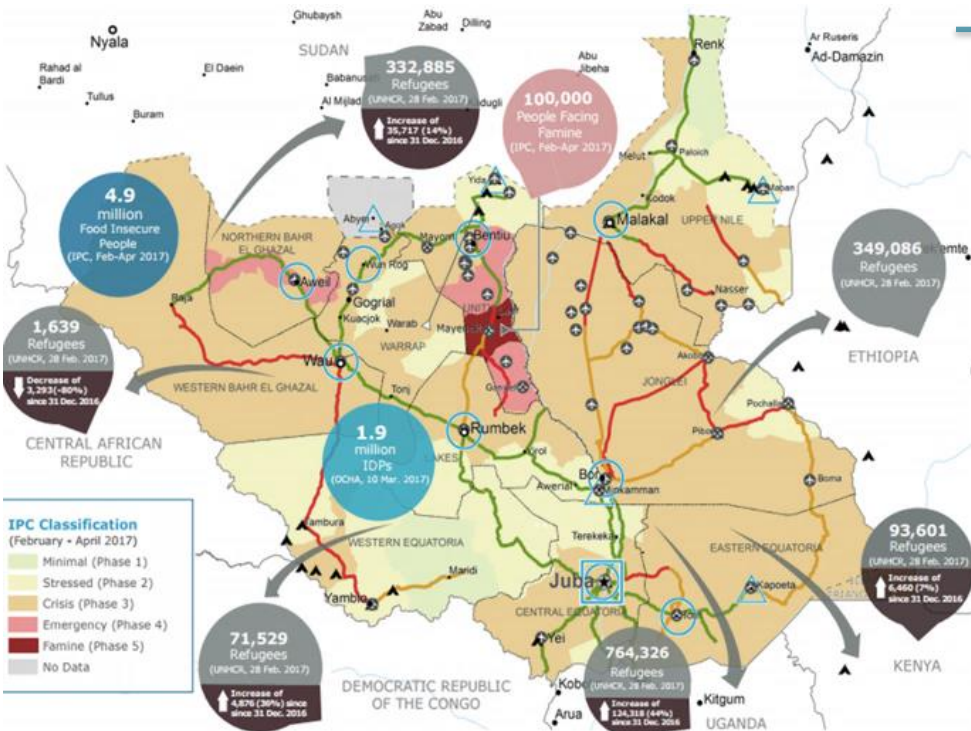 Nyala
Ghubaysh
Abu
Zabad
Dilling
SUDAN
Rahad al
Bardi
El Daein
Tullus
Buram
Al Mijlad
Abu
Jibeha
Renk
Ar Ruseris
Ad-Damazin
332,885
Refugees
(UNHCR, 28 Feb. 2017)
Increase of
35,717 (14%)
since 31 Dec. 2016
100,000
People Facing
Famine
(IPC, Feb-Apr 2017)
Melut
Paloich
Kodok
Maban
Malakal
UPPER NILE
4.9
million
Food Insecure
People
(IPC, Feb-Apr 2017)
Abyei
Agok
Yida
Mayom
Bentiu
NORTHERN BAHR
EL GHAZAL
Aweil
Wun Rog
Gogrial
Kuacjok
Warab
WARRAP
Raja
Nasser
349,086
Refugees
(UNHCR, 28 Feb. 2017)
ETHIOPIA
1,639
Refugees
(UNHCR, 28 Feb. 2017)
Decrease of
3,293(-80%)
since 31 Dec. 2016
CENTRAL AFRICAN
REPUBLIC
Wau
WESTERN BAHR EL GHAZAL
Tonj
Akobo
JONGLEI
Pochalla
Pibor
Boma
1.9
million
IDPs
(OCHA, 10 Mar. 2017)
Rumbek
LAKES
Bor
Awerial
Minkamman
Terekeka
IPC Classification
(February - April 2017)
Minimal (Phase 1)
Stressed (Phase 2)
Crisis (Phase 3)
Emergency (Phase 4)
Famine (Phase 5)
No Data
Tambura
WESTERN EQUATORIA
Maridi
Yambio
Juba
CENTRAL EQUATORIA
EASTERN EQUATORIA
Kapoeta
Yei
93,601
Refugees
(UNHCR, 28 Feb. 2017)
Increase of
6,460 (7%)
since 31 Dec. 2016
KENYA
71,529
Refugees
(UNHCR, 28 Feb. 2017)
Increase of
4,876 (36%) since
since 31 Dec. 2016
DEMOCRATIC REPUBLIC
OF THE CONGO
764,326
Refugees
(UNHCR, 28 Feb. 2017)
Increase of
124,318 (44%)
since 31 Dec. 2016
Arua
Kitgum
UGANDA